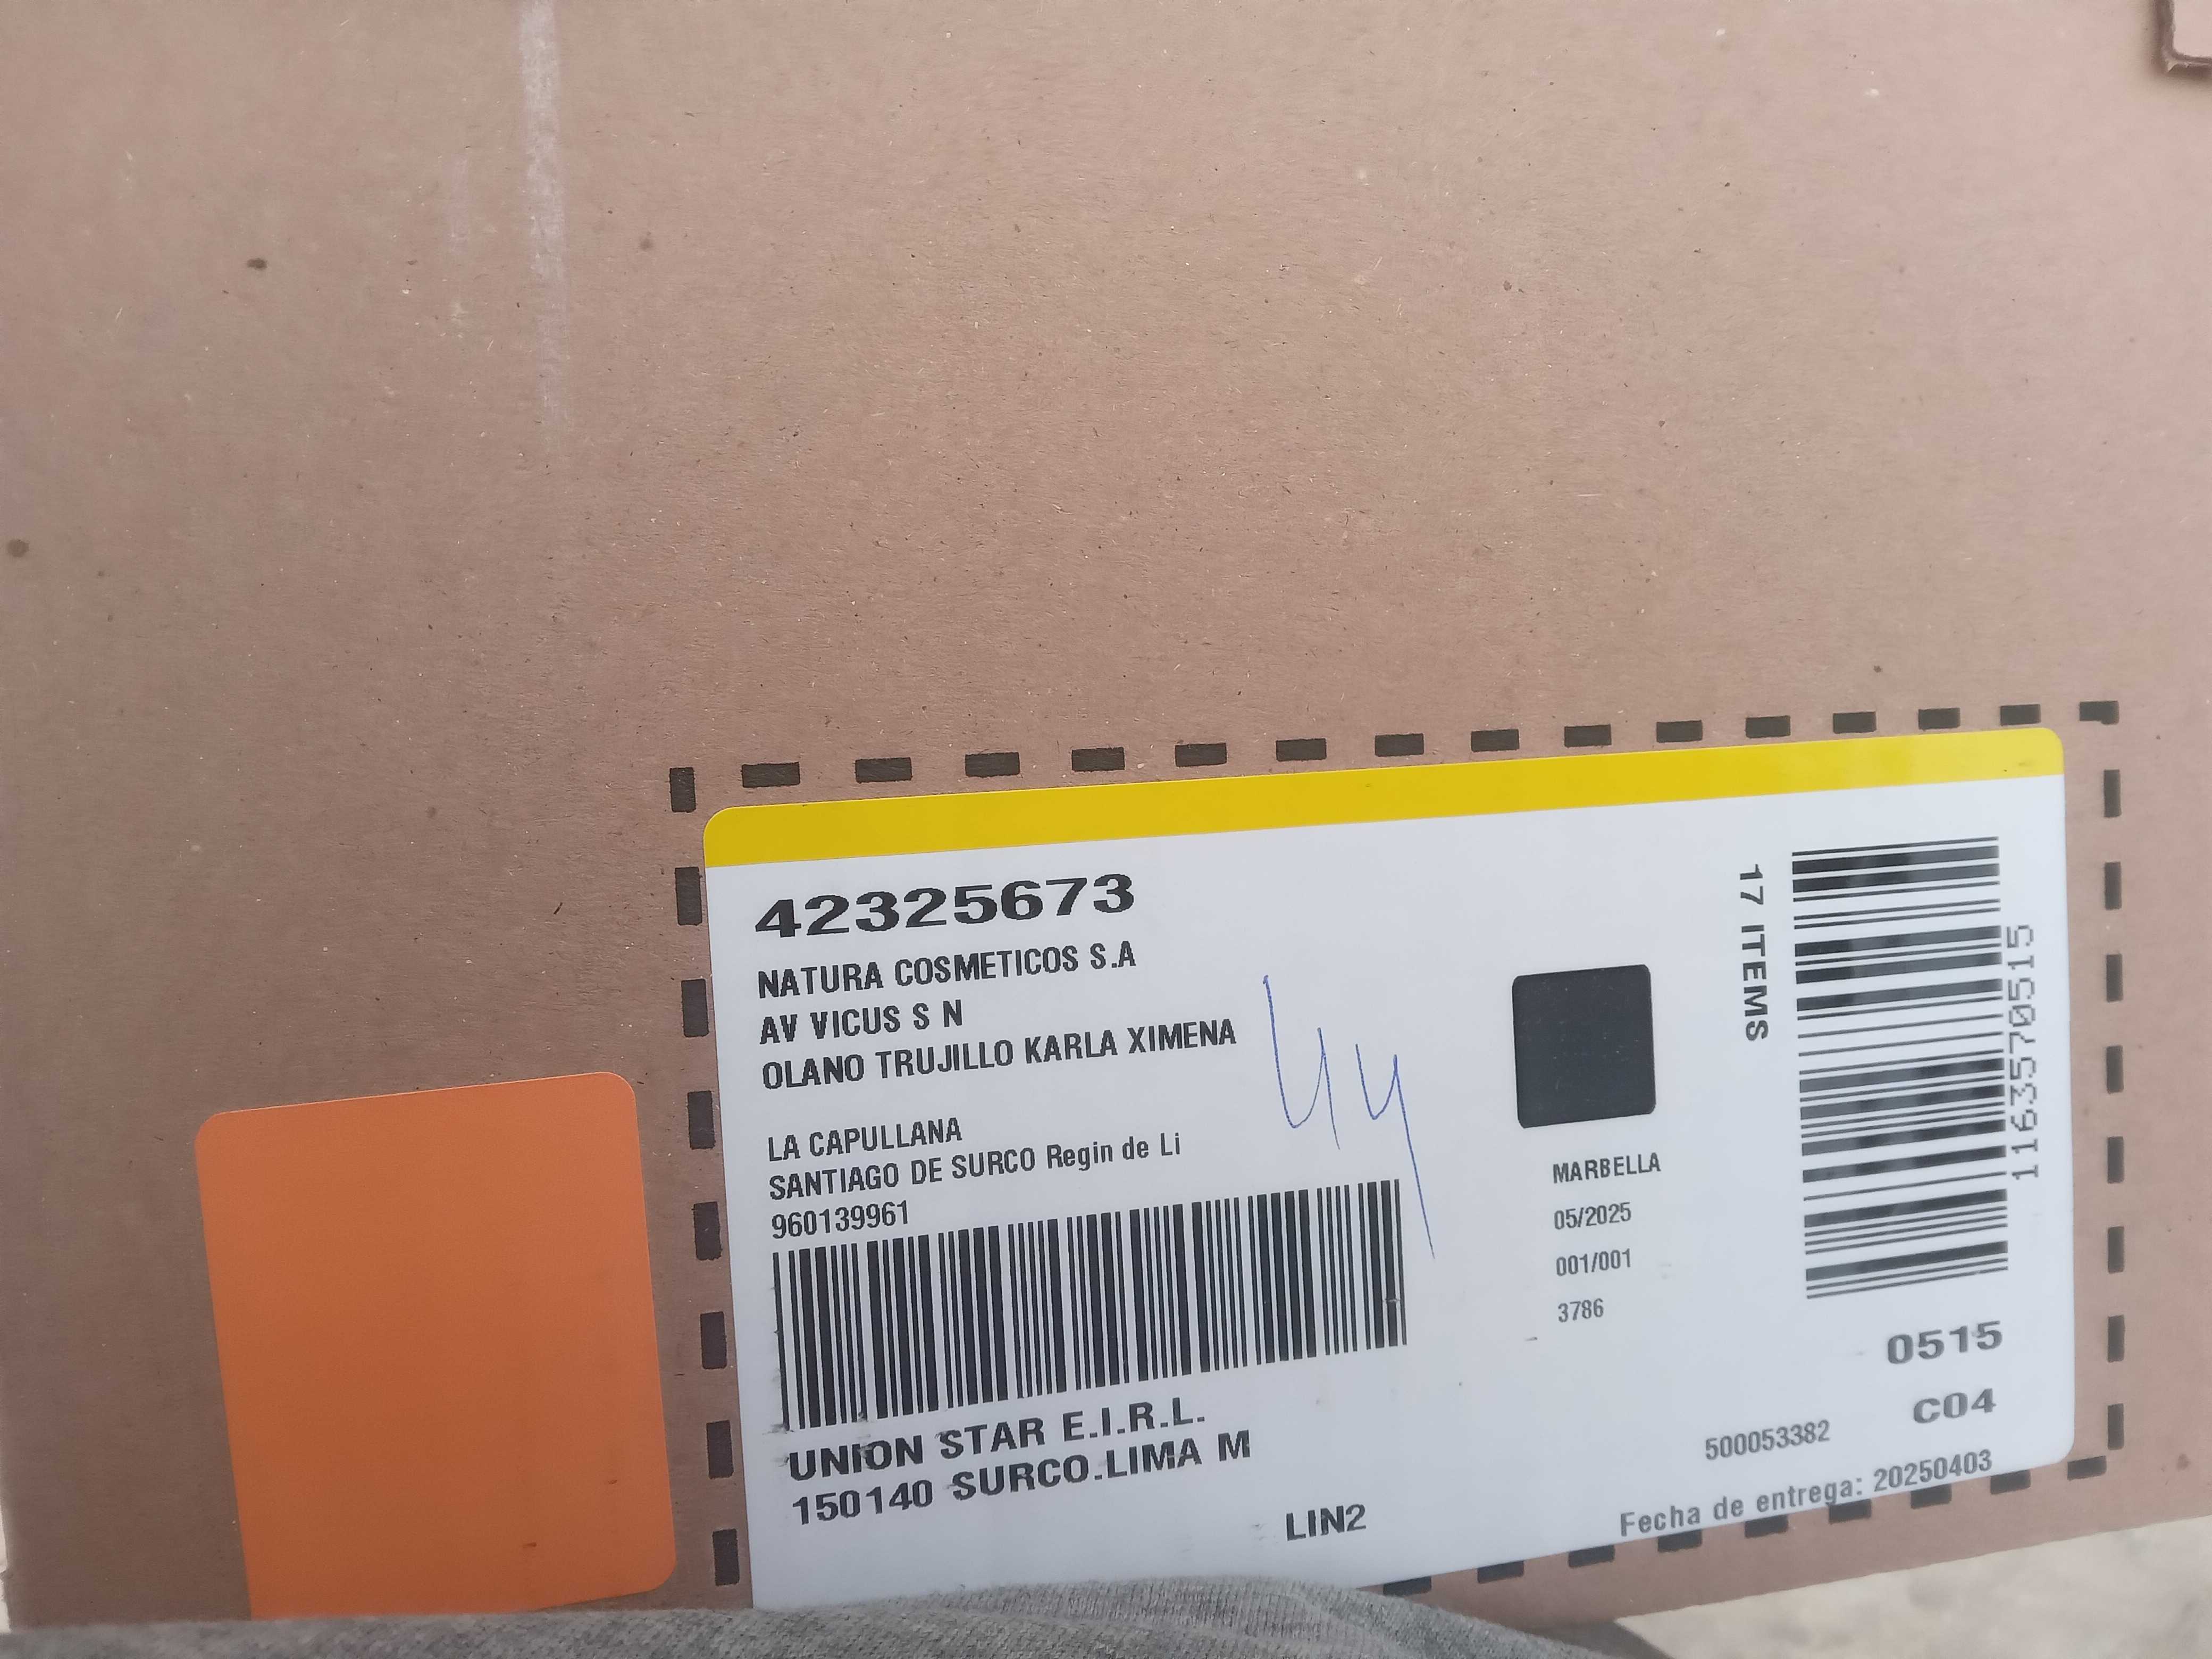 42325673
NATURA COSMETICOS S.A
AV VICUS S N
OLANO TRUJILLO KARLA XIMENA
LA CAPULLANA
SANTIAGO DE SURCO Regin de Li
960139961
UNION STAR E.I.R.L.
150140 SURCO.LIMA M
LIN2
44
MARBELLA
05/2025
001/001
3786
17 ITEMS
1163570515
0515
C04
500053382
Fecha de entrega: 20250403